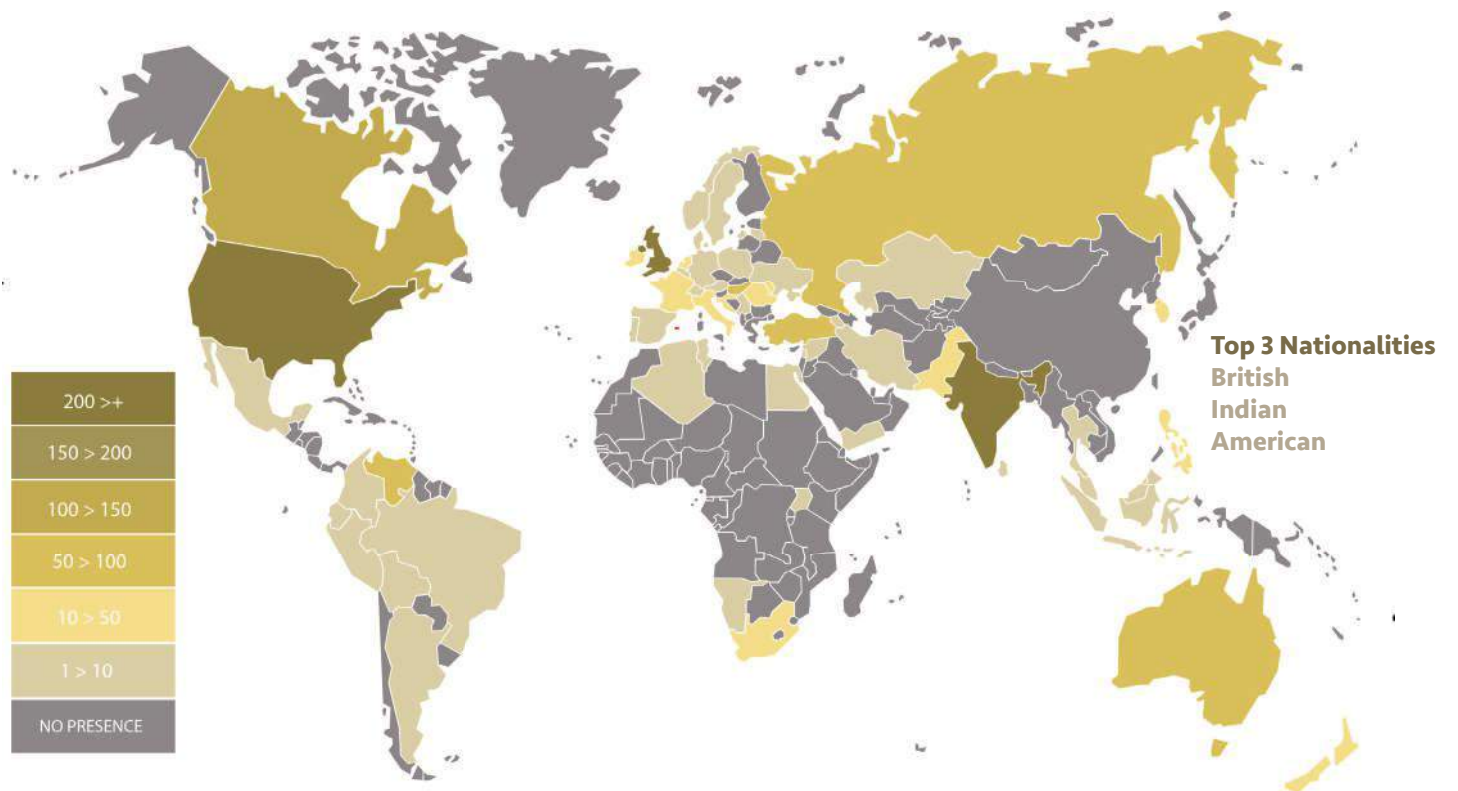 200 >+
150 > 200
100 > 150
50 > 100
10 > 50
1 > 10
NO PRESENCE
Top 3 Nationalities
British
Indian
American